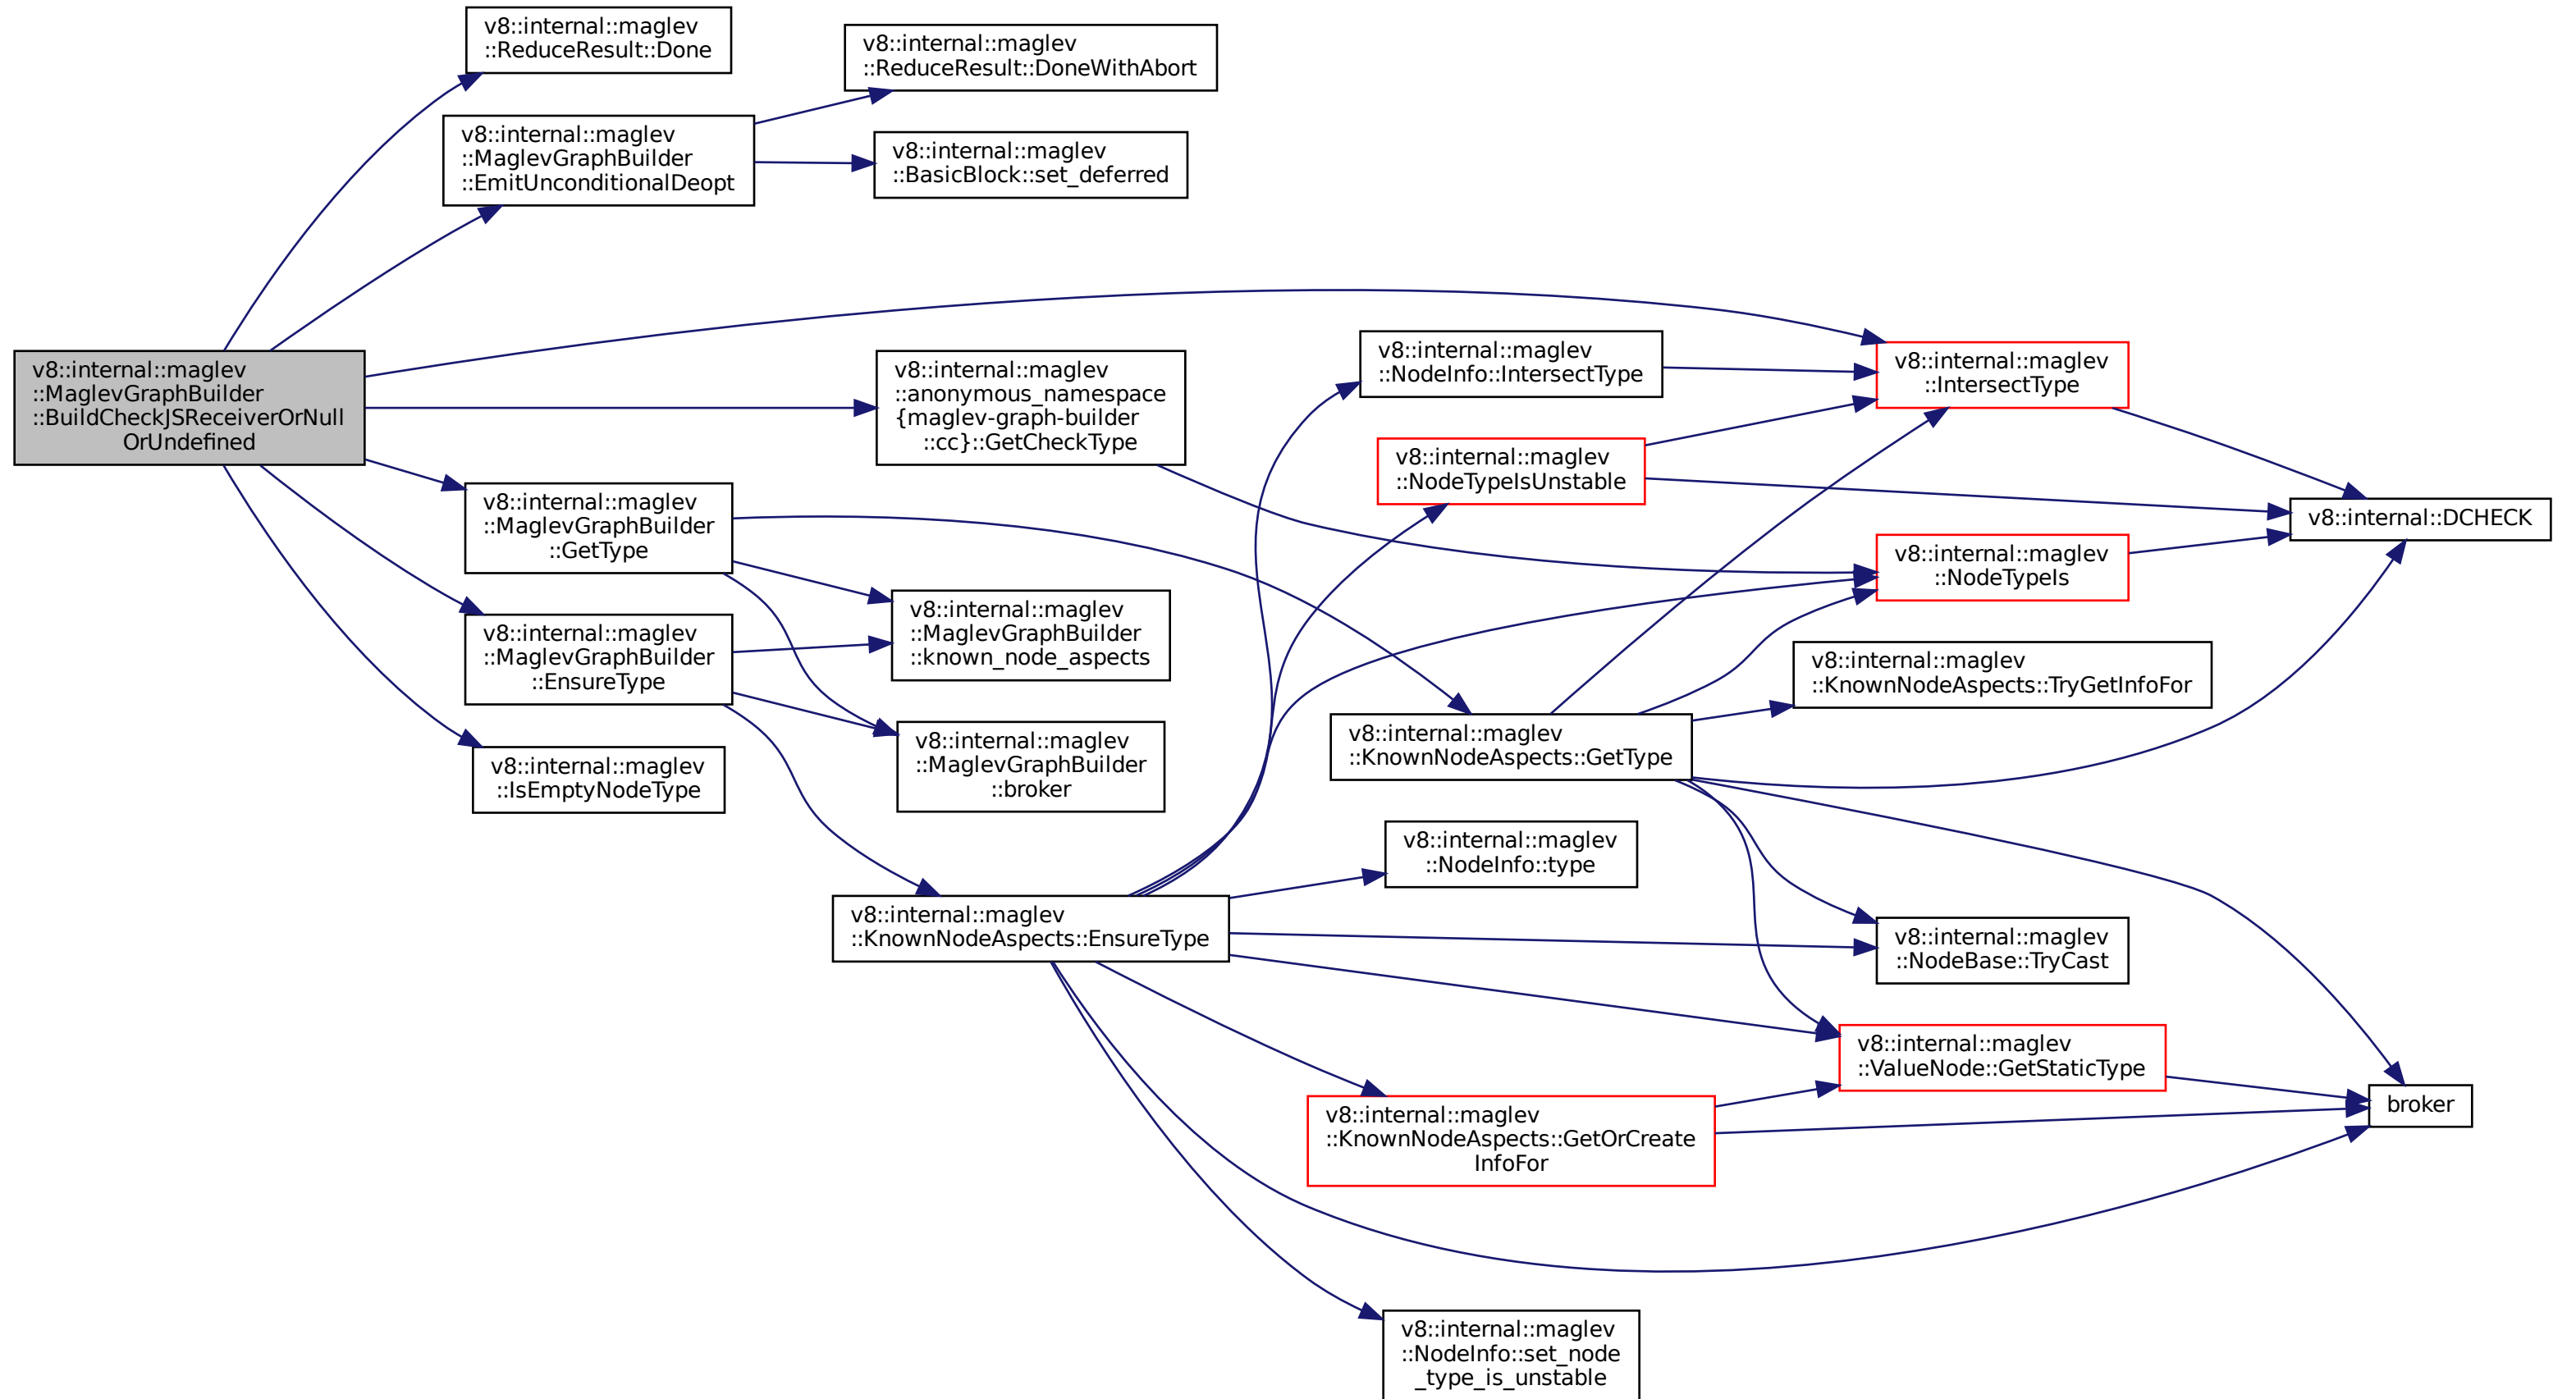 v8::internal::maglev
::ReduceResult::Done
v8::internal::maglev
::ReduceResult::DoneWithAbort
v8::internal::maglev
::MaglevGraphBuilder
::EmitUnconditionalDeopt
v8::internal::maglev
::BasicBlock::set_deferred
v8::internal::maglev
::MaglevGraphBuilder
::BuildCheckJSReceiverOrNull
OrUndefined
v8::internal::maglev
::anonymous_namespace
{maglev-graph-builder
::cc}::GetCheckType
v8::internal::maglev
::NodeInfo::IntersectType
v8::internal::maglev
::IntersectType
v8::internal::maglev
::NodeTypeIsUnstable
v8::internal::DCHECK
v8::internal::maglev
::MaglevGraphBuilder
::GetType
v8::internal::maglev
::NodeTypeIs
v8::internal::maglev
::MaglevGraphBuilder
::known_node_aspects
v8::internal::maglev
::MaglevGraphBuilder
::EnsureType
v8::internal::maglev
::KnownNodeAspects::TryGetInfoFor
v8::internal::maglev
::KnownNodeAspects::GetType
v8::internal::maglev
::MaglevGraphBuilder
::broker
v8::internal::maglev
::IsEmptyNodeType
v8::internal::maglev
::NodeInfo::type
v8::internal::maglev
::KnownNodeAspects::EnsureType
v8::internal::maglev
::NodeBase::TryCast
v8::internal::maglev
::ValueNode::GetStaticType
broker
v8::internal::maglev
::KnownNodeAspects::GetOrCreate
InfoFor
v8::internal::maglev
::NodeInfo::set_node
_type_is_unstable